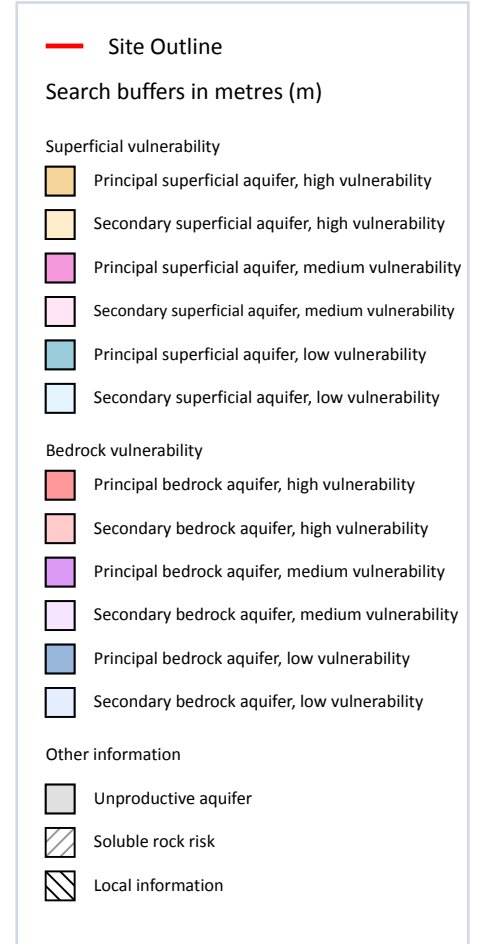 Site Outline
Search buffers in metres (m)
Superficial vulnerability
Principal superficial aquifer, high vulnerability
Secondary superficial aquifer, high vulnerability
Principal superficial aquifer, medium vulnerability
Secondary superficial aquifer, medium vulnerability
Principal superficial aquifer, low vulnerability
Secondary superficial aquifer, low vulnerability
Bedrock vulnerability
Principal bedrock aquifer, high vulnerability
Secondary bedrock aquifer, high vulnerability
Principal bedrock aquifer, medium vulnerability
Secondary bedrock aquifer, medium vulnerability
Principal bedrock aquifer, low vulnerability
Secondary bedrock aquifer, low vulnerability
Other information
Unproductive aquifer
Soluble rock risk
Local information